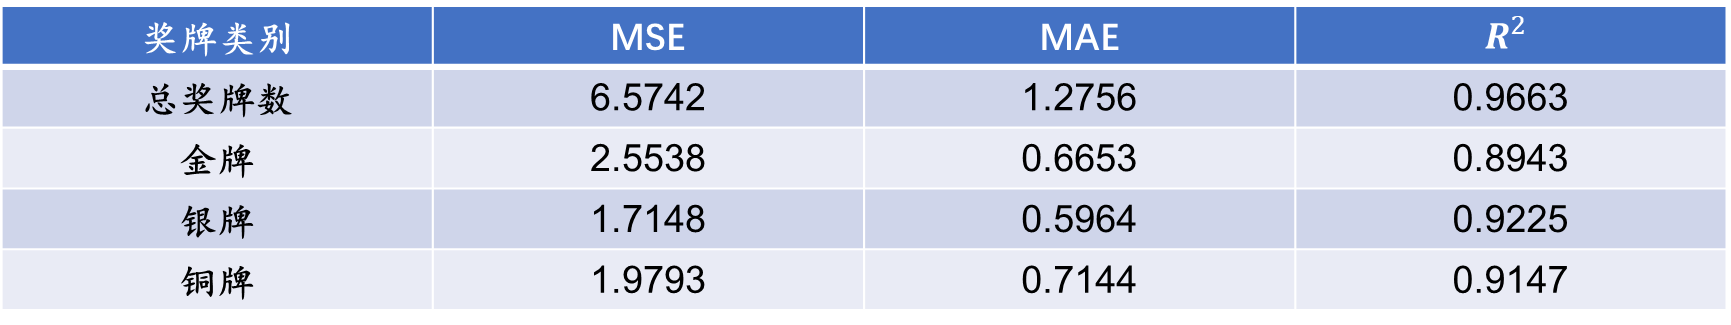 奖牌类别 MSE MAE R²
总奖牌数 6.5742 1.2756 0.9663
金牌 2.5538 0.6653 0.8943
银牌 1.7148 0.5964 0.9225
铜牌 1.9793 0.7144 0.9147